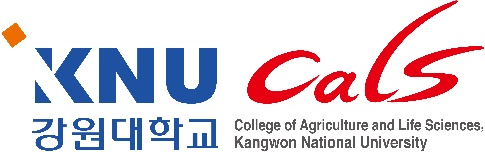 KNU
강원대학교
Cals
College of Agriculture and Life Sciences,
Kangwon National University